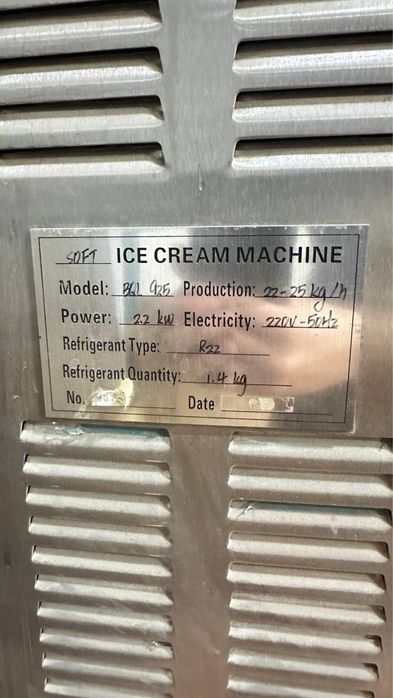 SOFT ICE CREAM MACHINE
Model: BQL 925 Production: 22-25 kg/h
Power: 2.2 kw Electricity: 220V-50Hz
Refrigerant Type: R22
Refrigerant Quantity: 1.4 kg
No. Date